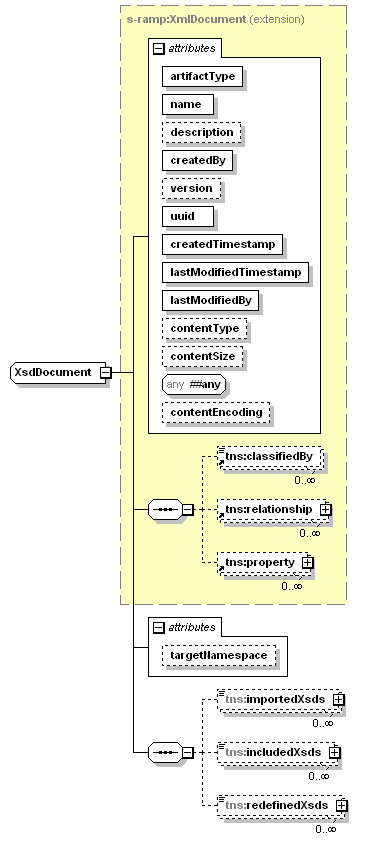 s-ramp:XmlDocument (extension)
attributes
artifactType
name
description
createdBy
version
uuid
createdTimestamp
lastModifiedTimestamp
lastModifiedBy
contentType
contentSize
any ##any
contentEncoding
XsdDocument
tns:classifiedBy
0..∞
tns:relationship
0..∞
tns:property
0..∞
attributes
targetNamespace
tns:importedXsds
0..∞
tns:includedXsds
0..∞
tns:redefinedXsds
0..∞